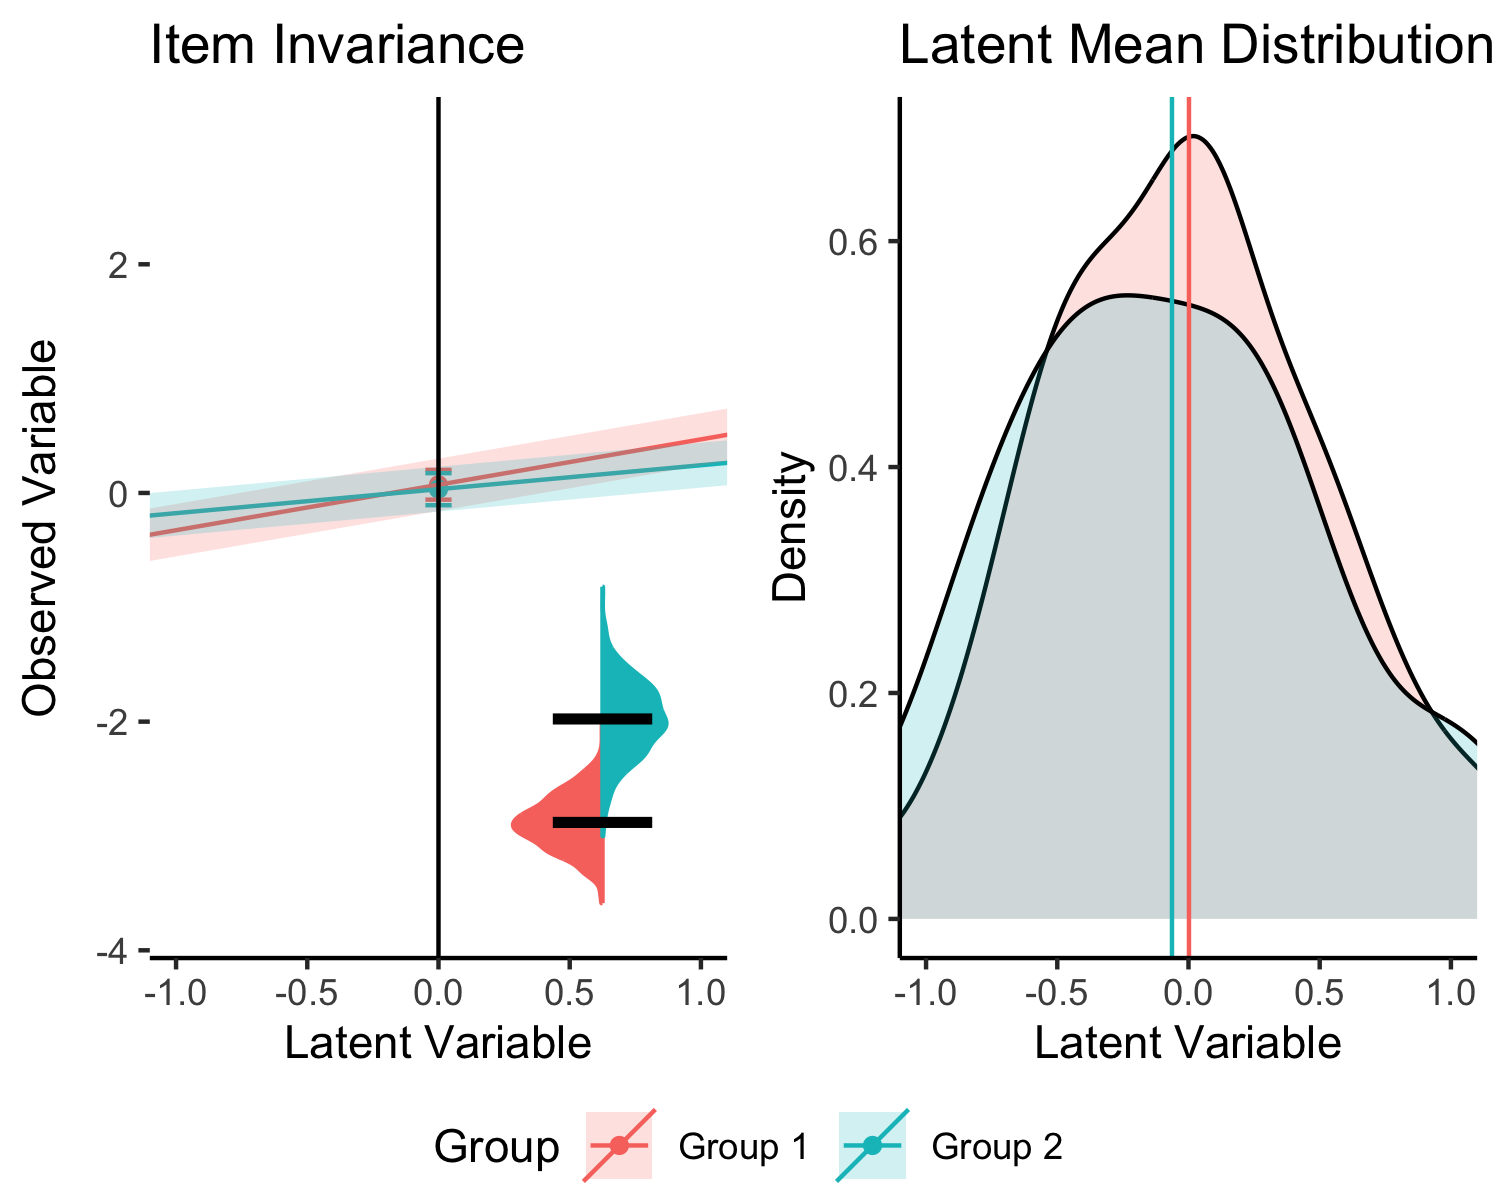 Item Invariance
Observed Variable
2
0
-2
-4
-1.0 -0.5 0.0 0.5 1.0
Latent Variable
Latent Mean Distribution
Density
0.6
0.4
0.2
0.0
-1.0 -0.5 0.0 0.5 1.0
Latent Variable
Group Group 1 Group 2